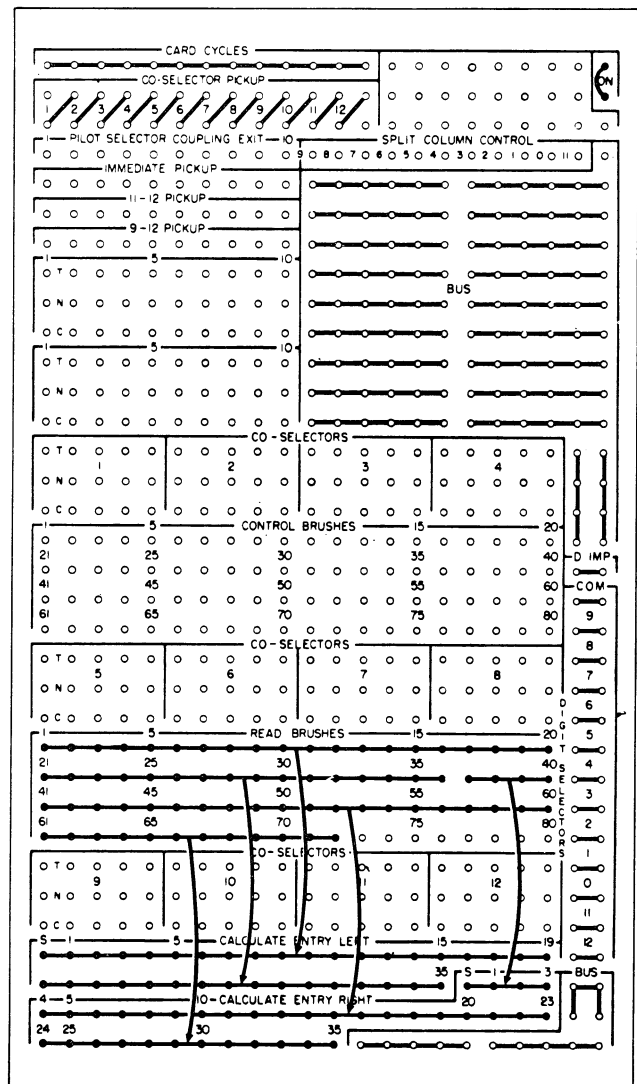 CARD CYCLES
ON
CO-SELECTOR PICKUP
1 2 3 4 5 6 7 8 9 10 11 12
1 PILOT SELECTOR COUPLING EXIT 10 SPLIT COLUMN CONTROL
9 8 7 6 5 4 3 2 1 0 11
IMMEDIATE PICKUP
11-12 PICKUP
9-12 PICKUP
1 5 10
T
BUS
N
C
1 5 10
T
N
C
CO-SELECTORS
T
1 2 3 4
N
C
1 5 CONTROL BRUSHES 15 20
21 25 30 35 40 D IMP
41 45 50 55 60 COM
61 65 70 75 80 9
CO-SELECTORS 8
T
5 6 7 8 7
N
C 6
1 5 READ BRUSHES 15 20 5
21 25 30 35 40 4
41 45 50 55 60 3
61 65 70 75 80 2
DIGIT SELECTORS
CO-SELECTORS 1
T
9 10 11 12 0
N
11
C
S 1 5 CALCULATE ENTRY LEFT 15 19 12
35 S 1 3 BUS
4 5 10-CALCULATE ENTRY RIGHT 20 23
24 25 30 35